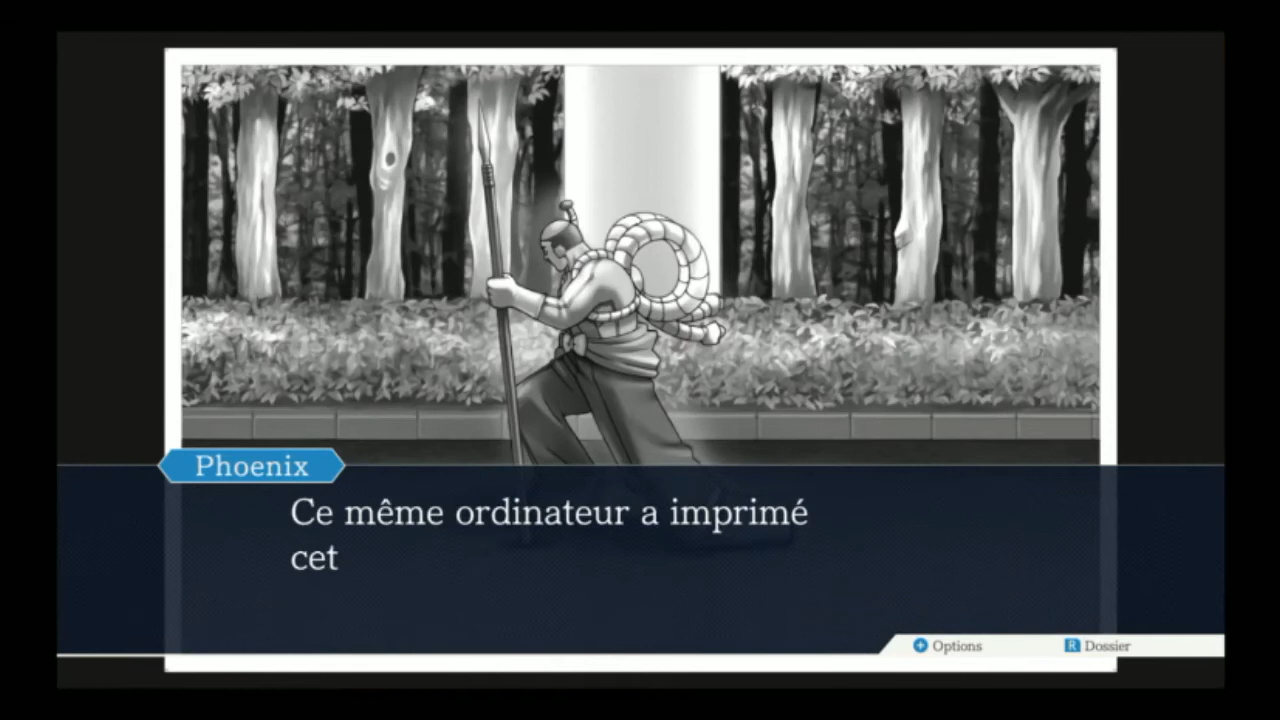 Phoenix
Ce même ordinateur a imprimé
cet
Options
R Dossier